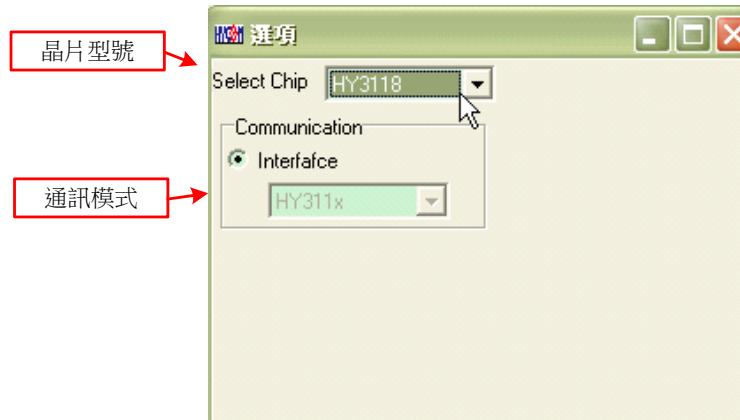 選項
晶片型號
Select Chip HY3118
Communication
Interfafce
通訊模式
HY311x